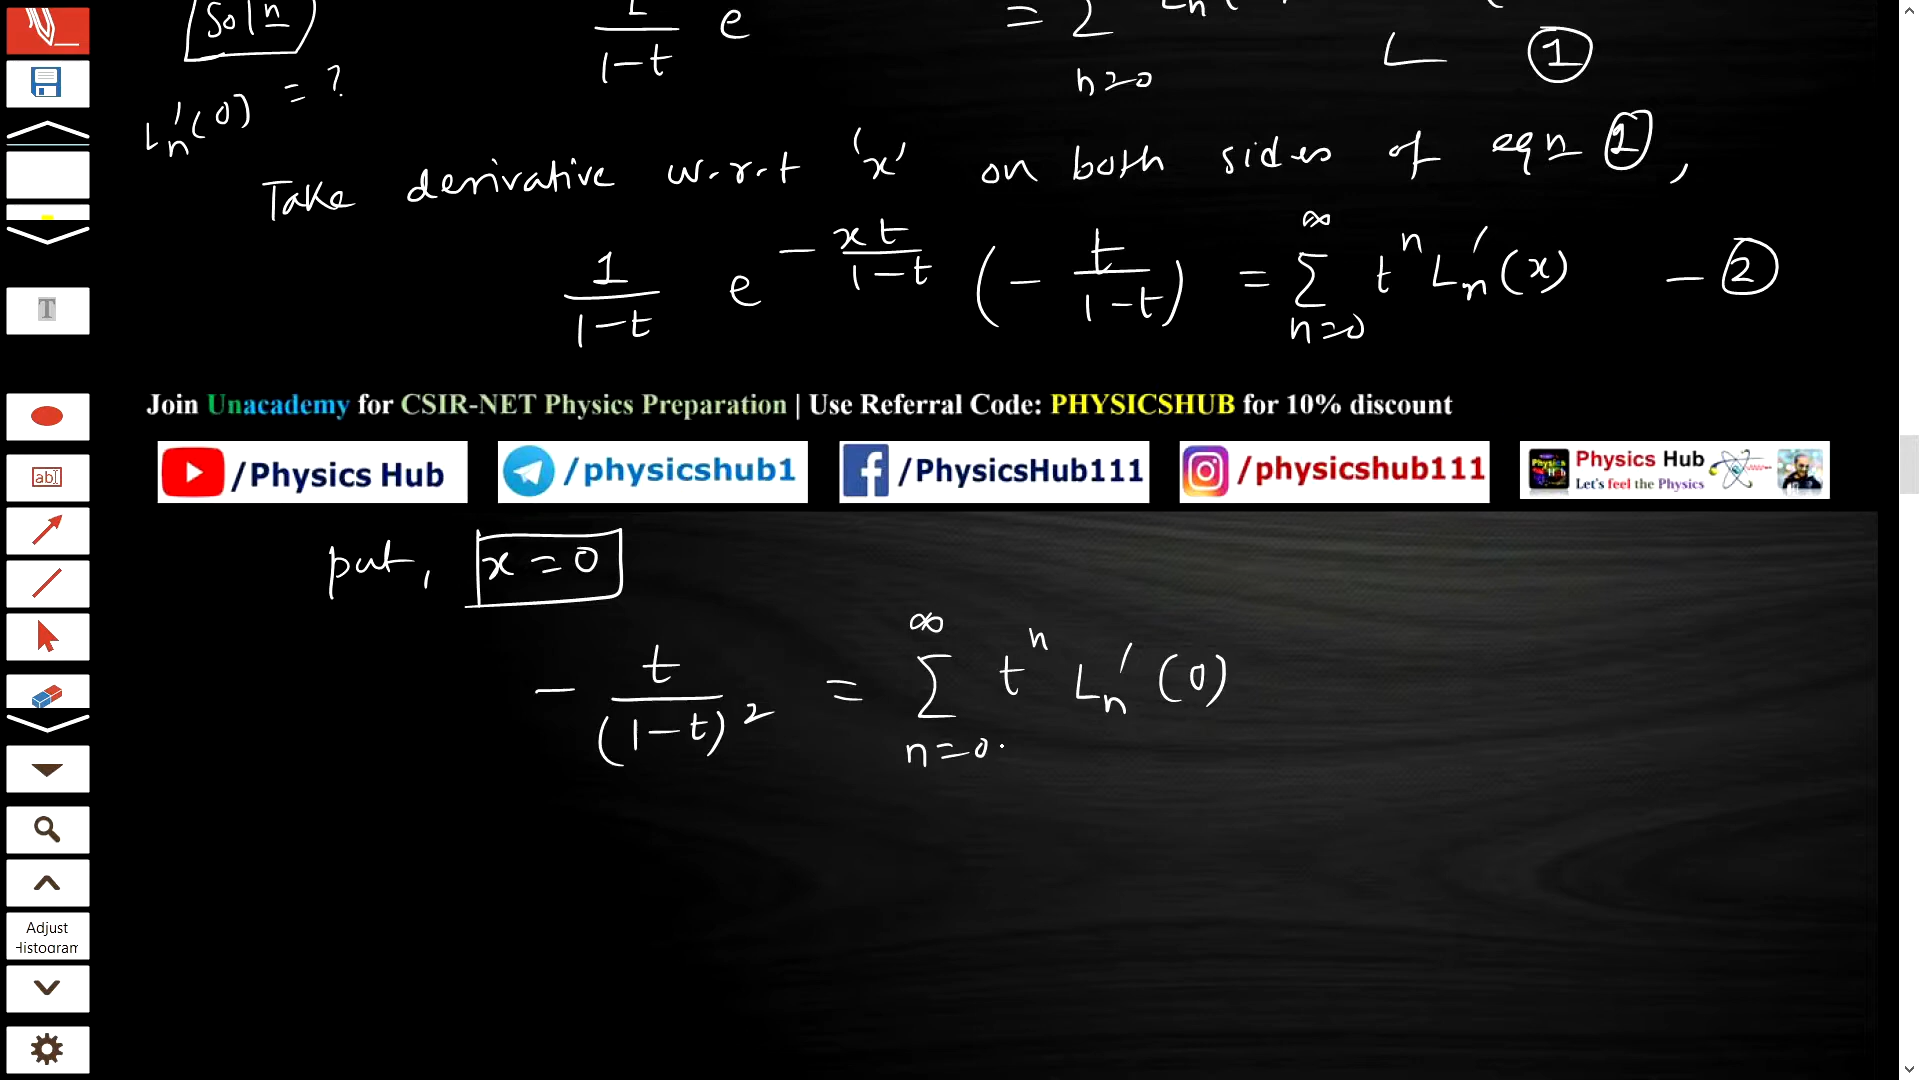 Soln
1/(1-t) e = Σ n=0 ①
Ln'(0) = ?
Take derivative w.r.t 'x' on both sides of eqn ①,
1/(1-t) e^(-xt/(1-t)) (- t/(1-t)) = Σ_{n=0}^{∞} t^n Ln'(x) - ②
Join Unacademy for CSIR-NET Physics Preparation | Use Referral Code: PHYSICSHUB for 10% discount
/Physics Hub /physicshub1 /PhysicsHub111 /physicshub111 Physics Hub
Let's feel the Physics
put, x = 0
- t/(1-t)^2 = Σ_{n=0}^{∞} t^n Ln'(0)
T
ab
Adjust
Histogram